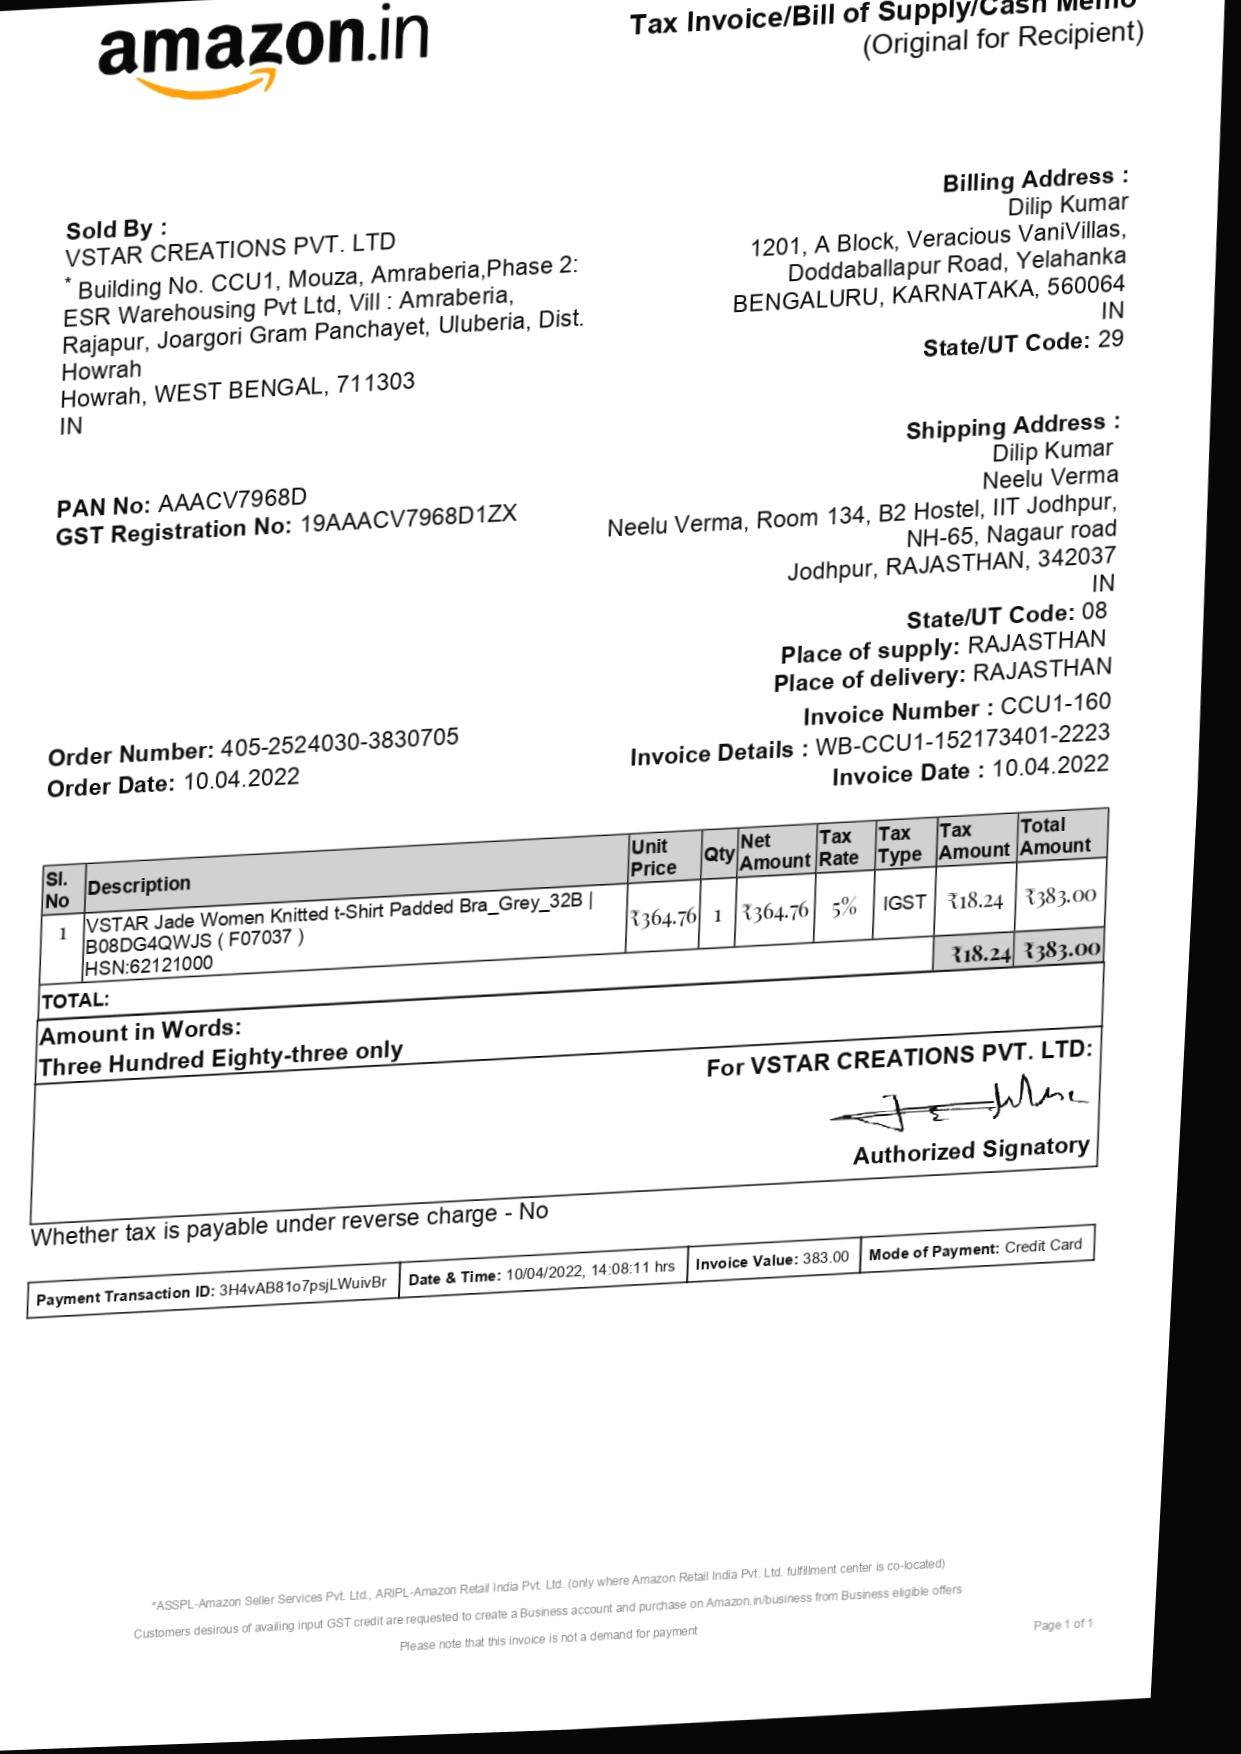 amazon.in
Tax Invoice/Bill of Supply/Cash Memo
(Original for Recipient)
Sold By :
VSTAR CREATIONS PVT. LTD
* Building No. CCU1, Mouza, Amraberia,Phase 2:
ESR Warehousing Pvt Ltd, Vill : Amraberia,
Rajapur, Joargori Gram Panchayet, Uluberia, Dist.
Howrah
Howrah, WEST BENGAL, 711303
IN
Billing Address :
Dilip Kumar
1201, A Block, Veracious VaniVillas,
Doddaballapur Road, Yelahanka
BENGALURU, KARNATAKA, 560064
IN
State/UT Code: 29
PAN No: AAACV7968D
GST Registration No: 19AAACV7968D1ZX
Shipping Address :
Dilip Kumar
Neelu Verma
Neelu Verma, Room 134, B2 Hostel, IIT Jodhpur,
NH-65, Nagaur road
Jodhpur, RAJASTHAN, 342037
IN
State/UT Code: 08
Place of supply: RAJASTHAN
Place of delivery: RAJASTHAN
Order Number: 405-2524030-3830705
Order Date: 10.04.2022
Invoice Number : CCU1-160
Invoice Details : WB-CCU1-152173401-2223
Invoice Date : 10.04.2022
Sl. No Description Unit Price Qty Net Amount Tax Rate Tax Type Tax Amount Total Amount
1 VSTAR Jade Women Knitted t-Shirt Padded Bra_Grey_32B | ₹364.76 1 ₹364.76 5% IGST ₹18.24 ₹383.00
B08DG4QWJS ( F07037 )
HSN:62121000
TOTAL: ₹18.24 ₹383.00
Amount in Words:
Three Hundred Eighty-three only
For VSTAR CREATIONS PVT. LTD:
Authorized Signatory
Whether tax is payable under reverse charge - No
Payment Transaction ID: 3H4vAB81o7psjLWuivBr Date & Time: 10/04/2022, 14:08:11 hrs Invoice Value: 383.00 Mode of Payment: Credit Card
*ASSPL-Amazon Seller Services Pvt. Ltd., ARIPL-Amazon Retail India Pvt. Ltd. (only where Amazon Retail India Pvt. Ltd. fulfillment center is co-located)
Customers desirous of availing input GST credit are requested to create a Business account and purchase on Amazon.in/business from Business eligible offers
Please note that this invoice is not a demand for payment
Page 1 of 1